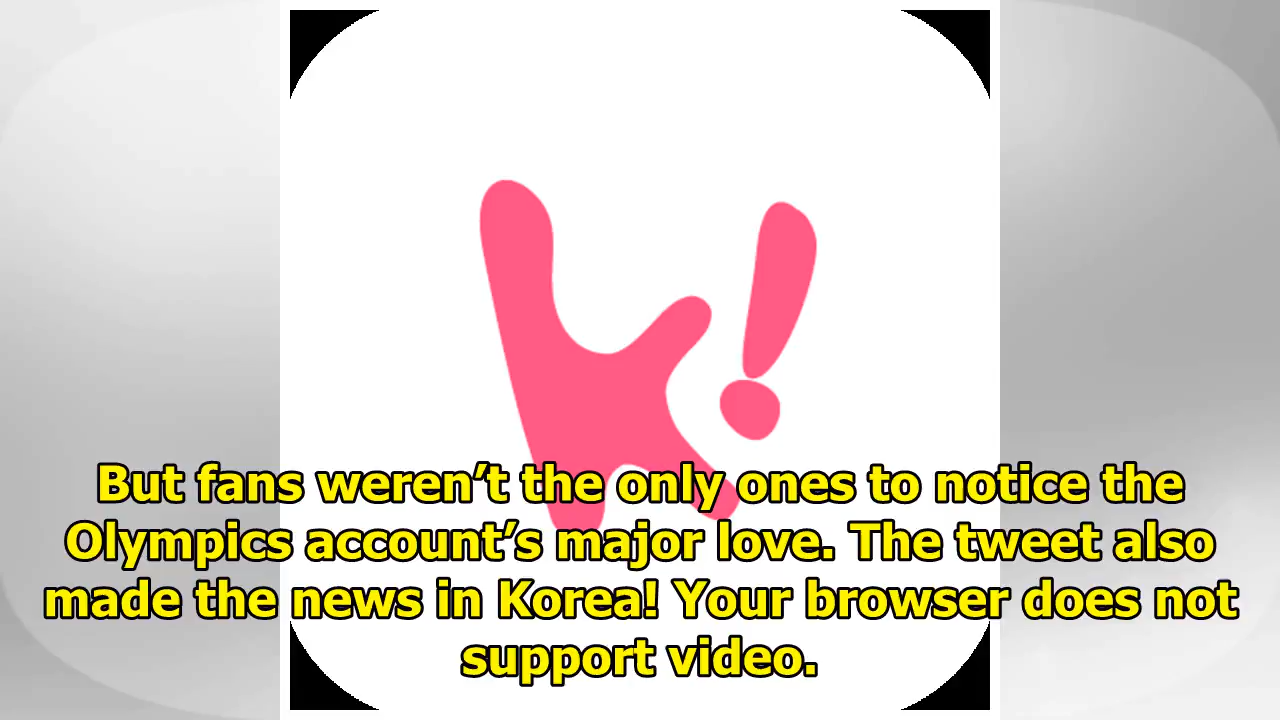 k!
But fans weren’t the only ones to notice the
Olympics account’s major love. The tweet also
made the news in Korea! Your browser does not
support video.